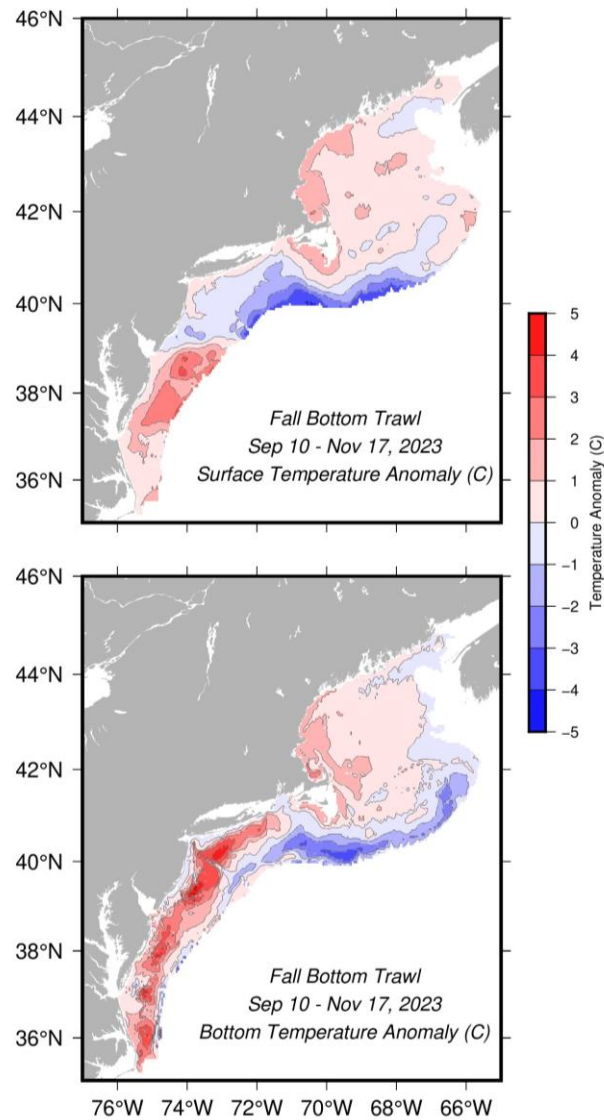 46°N
44°N
42°N
40°N
38°N
36°N
Fall Bottom Trawl
Sep 10 - Nov 17, 2023
Surface Temperature Anomaly (C)
5
4
3
2
1
0
-1
-2
-3
-4
-5
Temperature Anomaly (C)
46°N
44°N
42°N
40°N
38°N
36°N
Fall Bottom Trawl
Sep 10 - Nov 17, 2023
Bottom Temperature Anomaly (C)
76°W 74°W 72°W 70°W 68°W 66°W